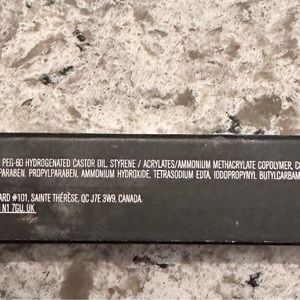 PEG-60 HYDROGENATED CASTOR OIL, STYRENE / ACRYLATES/AMMONIUM METHACRYLATE COPOLYMER,
PARABEN, PROPYLPARABEN, AMMONIUM HYDROXIDE, TETRASODIUM EDTA, IODOPROPYNYL BUTYLCARBAM
ARD #101, SAINTE THÉRÈSE, QC J7E 3W9, CANADA.
N1 7GU, UK